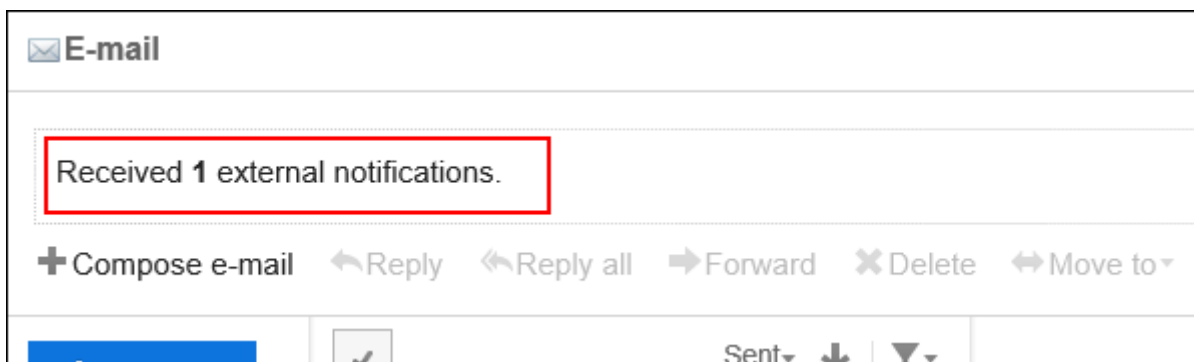 E-mail
Received 1 external notifications.
Compose e-mail Reply Reply all Forward Delete Move to
Sent